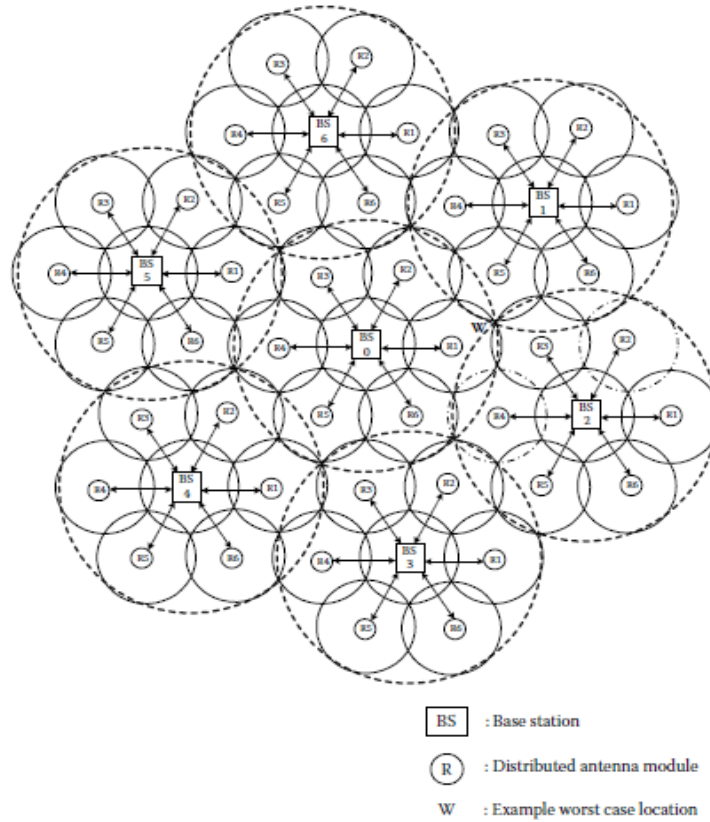 R3 R2
R4 BS 6 R1
R5 R6
R3 R2
R4 BS 1 R1
R5 R6
R3 R2
R4 BS 5 R1
R5 R6
R3 R2
R4 BS 0 R1
R5 R6
W
R3 R2
R4 BS 2 R1
R5 R6
R3 R2
R4 BS 4 R1
R5 R6
R3 R2
R4 BS 3 R1
R5 R6
BS : Base station
R : Distributed antenna module
W : Example worst case location